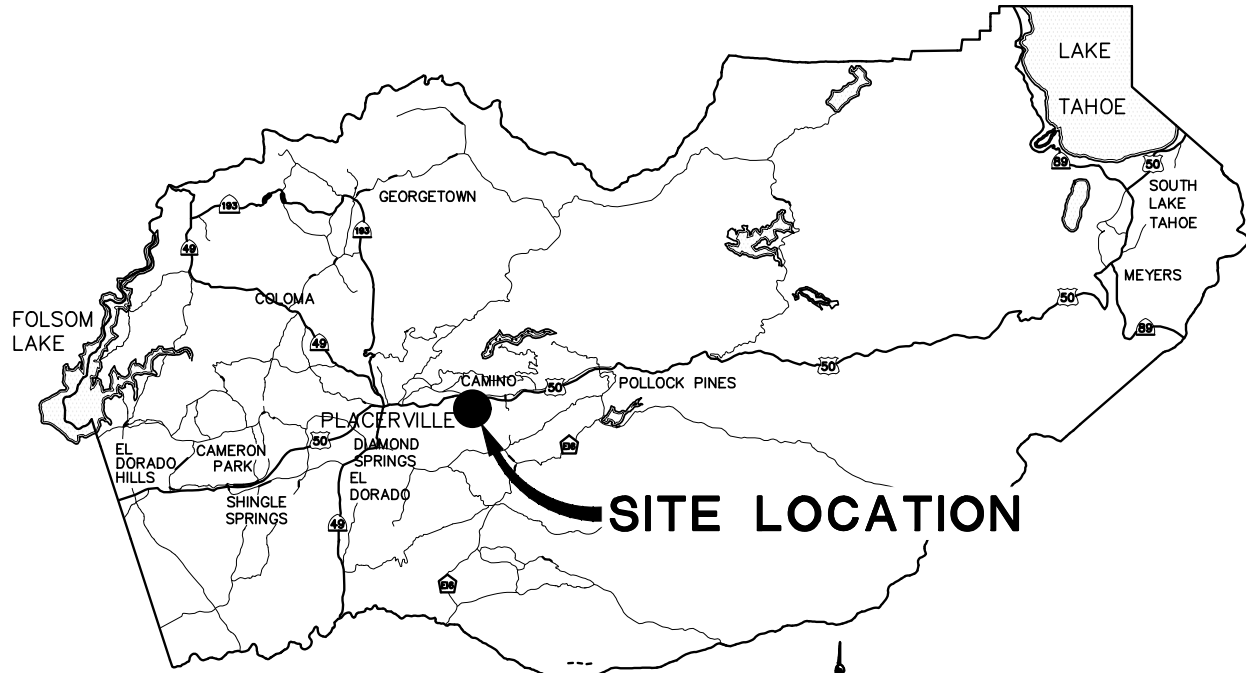 LAKE
TAHOE
89
50
SOUTH
LAKE
TAHOE
193
GEORGETOWN
193
49
MEYERS
COLOMA
50
FOLSOM
LAKE
89
49
50
CAMINO
50
POLLOCK PINES
PLACERVILLE
50
E16
EL
DORADO
HILLS
CAMERON
PARK
DIAMOND
SPRINGS
EL
DORADO
SHINGLE
SPRINGS
SITE LOCATION
49
E16